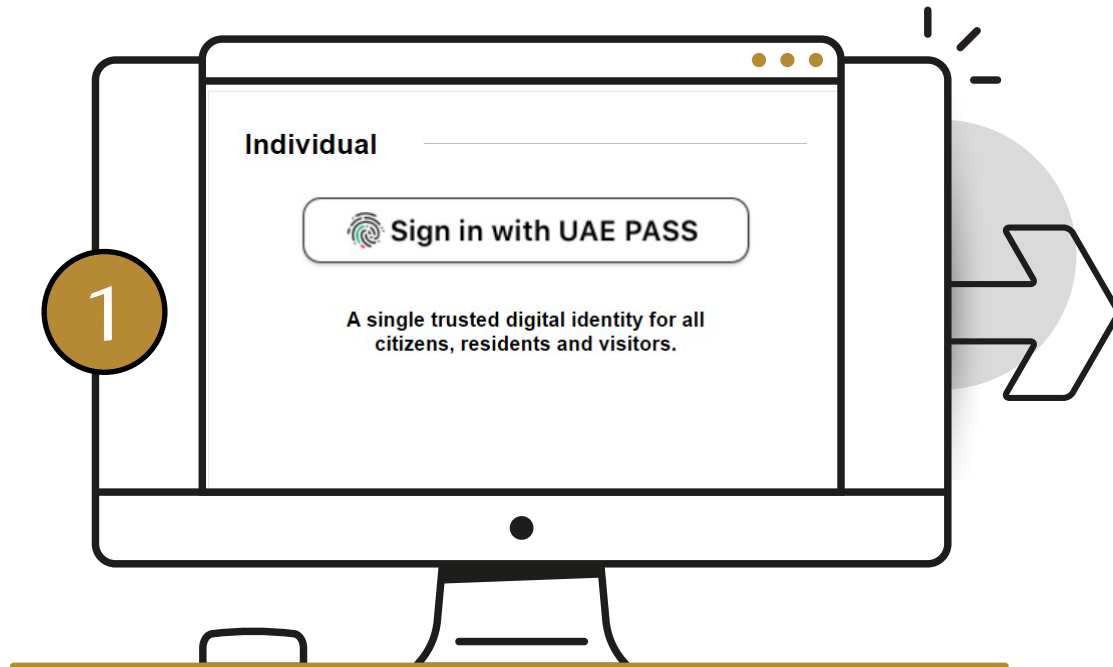 Individual
Sign in with UAE PASS
1
A single trusted digital identity for all
citizens, residents and visitors.